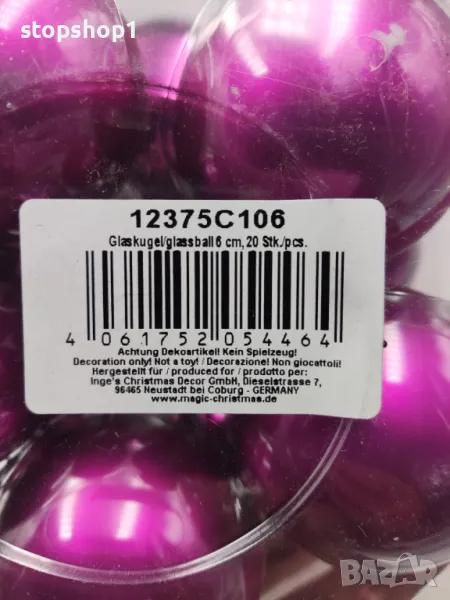 stopshop1
12375C106
Glaskugel/glassball 6 cm, 20 Stk./pcs.
4 061752 054464
Achtung Dekoartikel! Kein Spielzeug!
Decoration only! Not a toy! / Decorazione! Non giocattoli!
Hergestellt für / produced for / prodotto per:
Inge's Christmas Decor GmbH, Dieselstrasse 7,
96465 Neustadt bei Coburg - GERMANY
www.magic-christmas.de
BAZAR